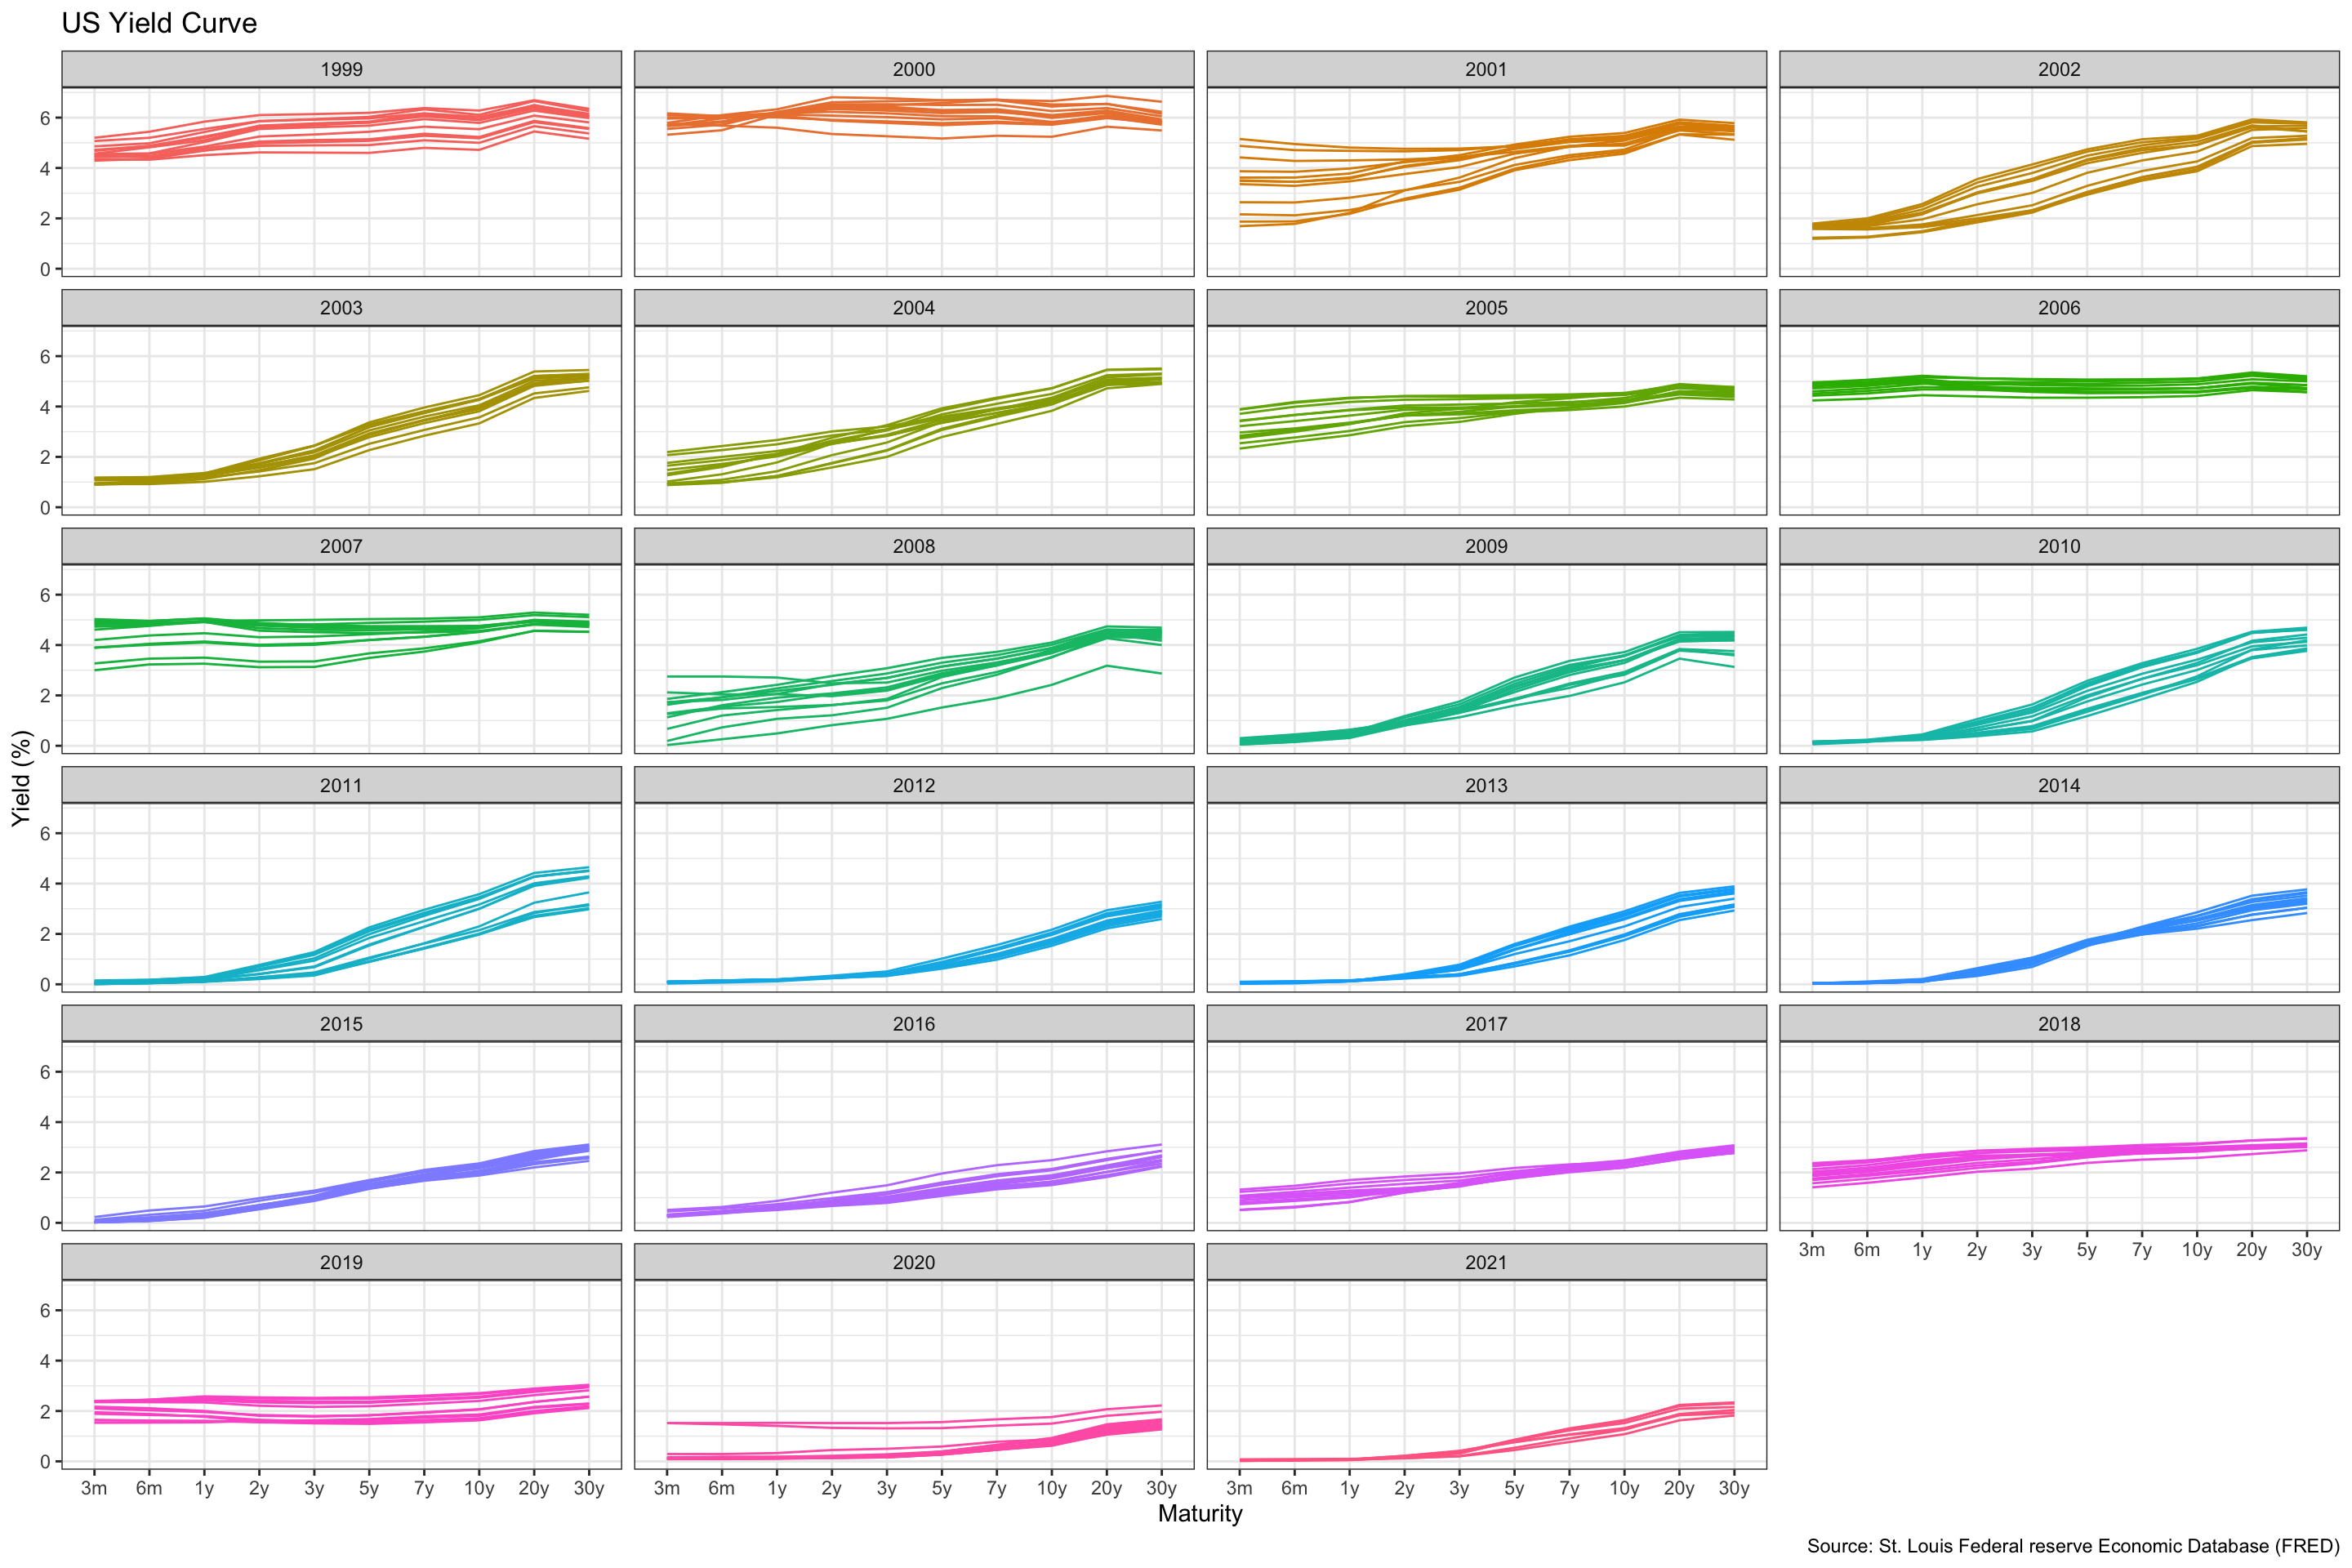 US Yield Curve
1999 2000 2001 2002
6
4
2
0
2003 2004 2005 2006
6
4
2
0
2007 2008 2009 2010
6
4
2
0
Yield (%)
2011 2012 2013 2014
6
4
2
0
2015 2016 2017 2018
6
4
2
0
3m 6m 1y 2y 3y 5y 7y 10y 20y 30y
2019 2020 2021
6
4
2
0
3m 6m 1y 2y 3y 5y 7y 10y 20y 30y 3m 6m 1y 2y 3y 5y 7y 10y 20y 30y 3m 6m 1y 2y 3y 5y 7y 10y 20y 30y
Maturity
Source: St. Louis Federal reserve Economic Database (FRED)